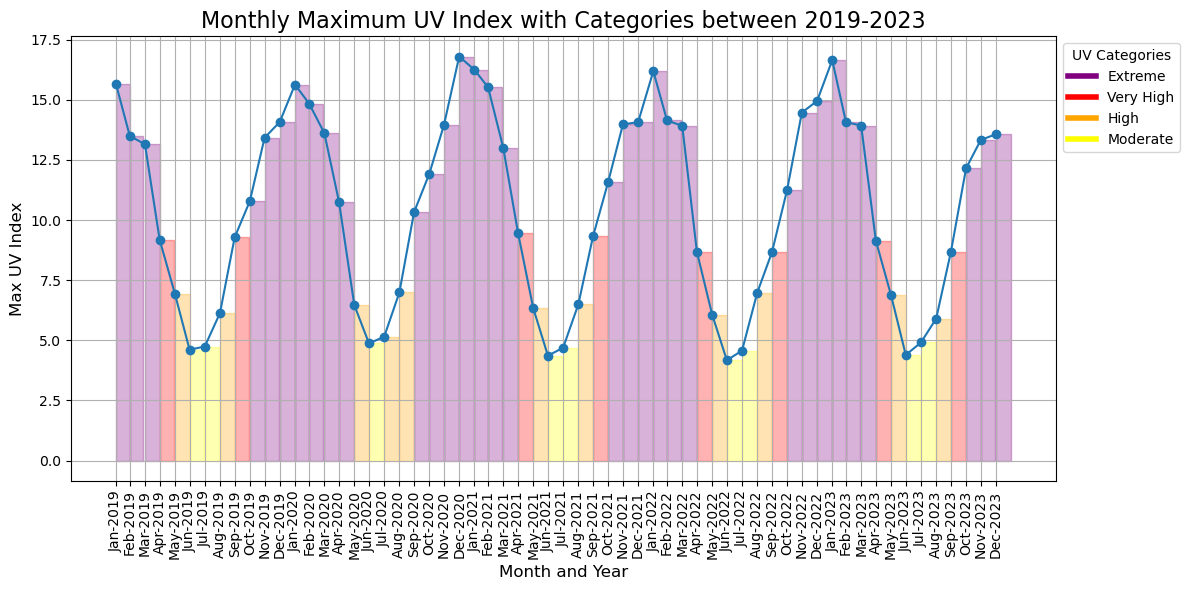 Monthly Maximum UV Index with Categories between 2019-2023
17.5
15.0
12.5
10.0
7.5
5.0
2.5
0.0
Max UV Index
UV Categories
Extreme
Very High
High
Moderate
Jan-2019
Feb-2019
Mar-2019
Apr-2019
May-2019
Jun-2019
Jul-2019
Aug-2019
Sep-2019
Oct-2019
Nov-2019
Dec-2019
Jan-2020
Feb-2020
Mar-2020
Apr-2020
May-2020
Jun-2020
Jul-2020
Aug-2020
Sep-2020
Oct-2020
Nov-2020
Dec-2020
Jan-2021
Feb-2021
Mar-2021
Apr-2021
May-2021
Jun-2021
Jul-2021
Aug-2021
Sep-2021
Oct-2021
Nov-2021
Dec-2021
Jan-2022
Feb-2022
Mar-2022
Apr-2022
May-2022
Jun-2022
Jul-2022
Aug-2022
Sep-2022
Oct-2022
Nov-2022
Dec-2022
Jan-2023
Feb-2023
Mar-2023
Apr-2023
May-2023
Jun-2023
Jul-2023
Aug-2023
Sep-2023
Oct-2023
Nov-2023
Dec-2023
Month and Year